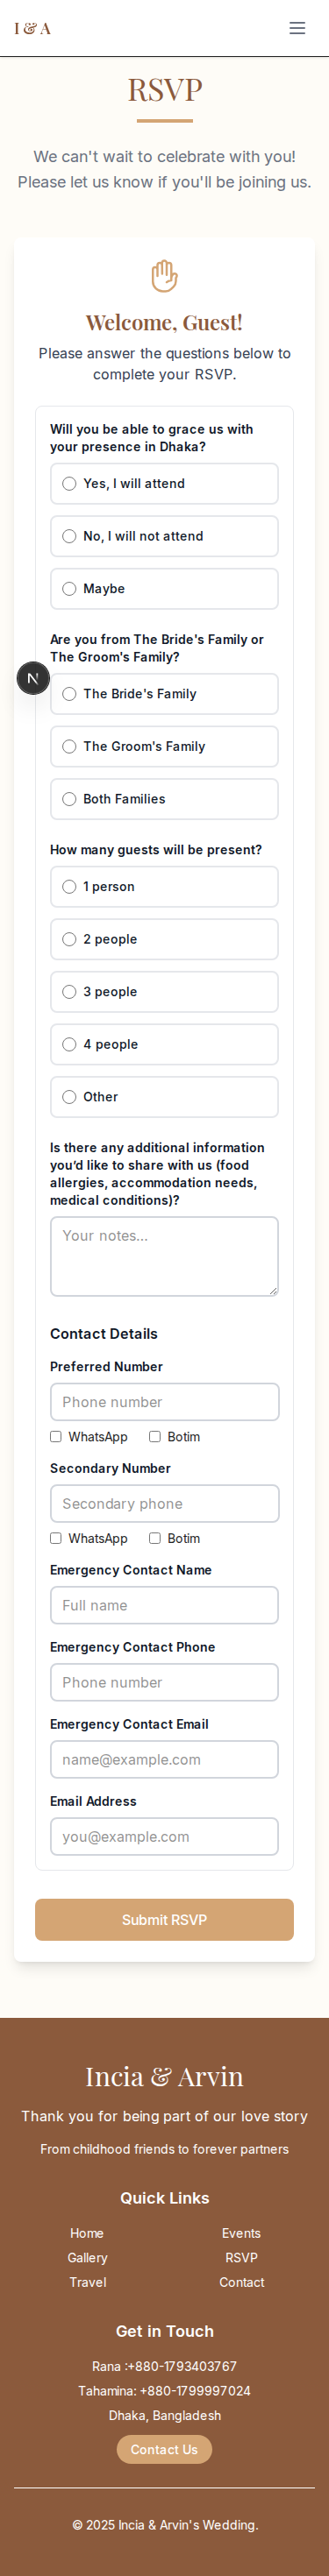 I & A
RSVP
We can't wait to celebrate with you!
Please let us know if you'll be joining us.
Welcome, Guest!
Please answer the questions below to
complete your RSVP.
Will you be able to grace us with
your presence in Dhaka?
Yes, I will attend
No, I will not attend
Maybe
Are you from The Bride's Family or
The Groom's Family?
N
The Bride's Family
The Groom's Family
Both Families
How many guests will be present?
1 person
2 people
3 people
4 people
Other
Is there any additional information
you’d like to share with us (food
allergies, accommodation needs,
medical conditions)?
Your notes...
Contact Details
Preferred Number
Phone number
WhatsApp Botim
Secondary Number
Secondary phone
WhatsApp Botim
Emergency Contact Name
Full name
Emergency Contact Phone
Phone number
Emergency Contact Email
name@example.com
Email Address
you@example.com
Submit RSVP
Incia & Arvin
Thank you for being part of our love story
From childhood friends to forever partners
Quick Links
Home Events
Gallery RSVP
Travel Contact
Get in Touch
Rana :+880-1793403767
Tahamina: +880-1799997024
Dhaka, Bangladesh
Contact Us
© 2025 Incia & Arvin's Wedding.